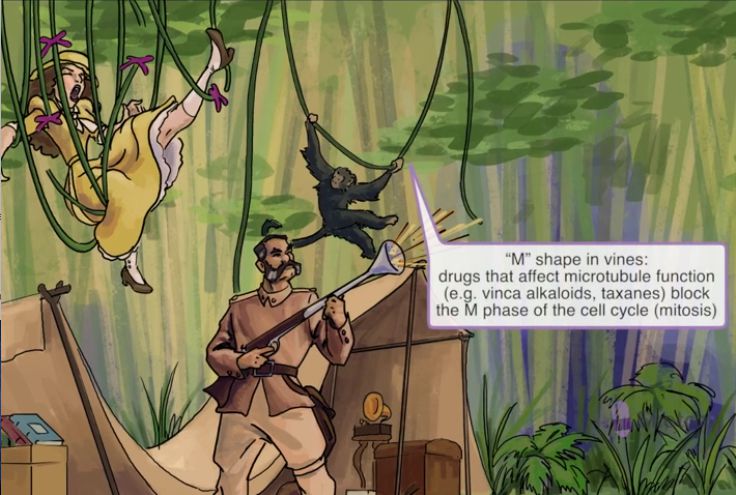 “M” shape in vines:
drugs that affect microtubule function
(e.g. vinca alkaloids, taxanes) block
the M phase of the cell cycle (mitosis)